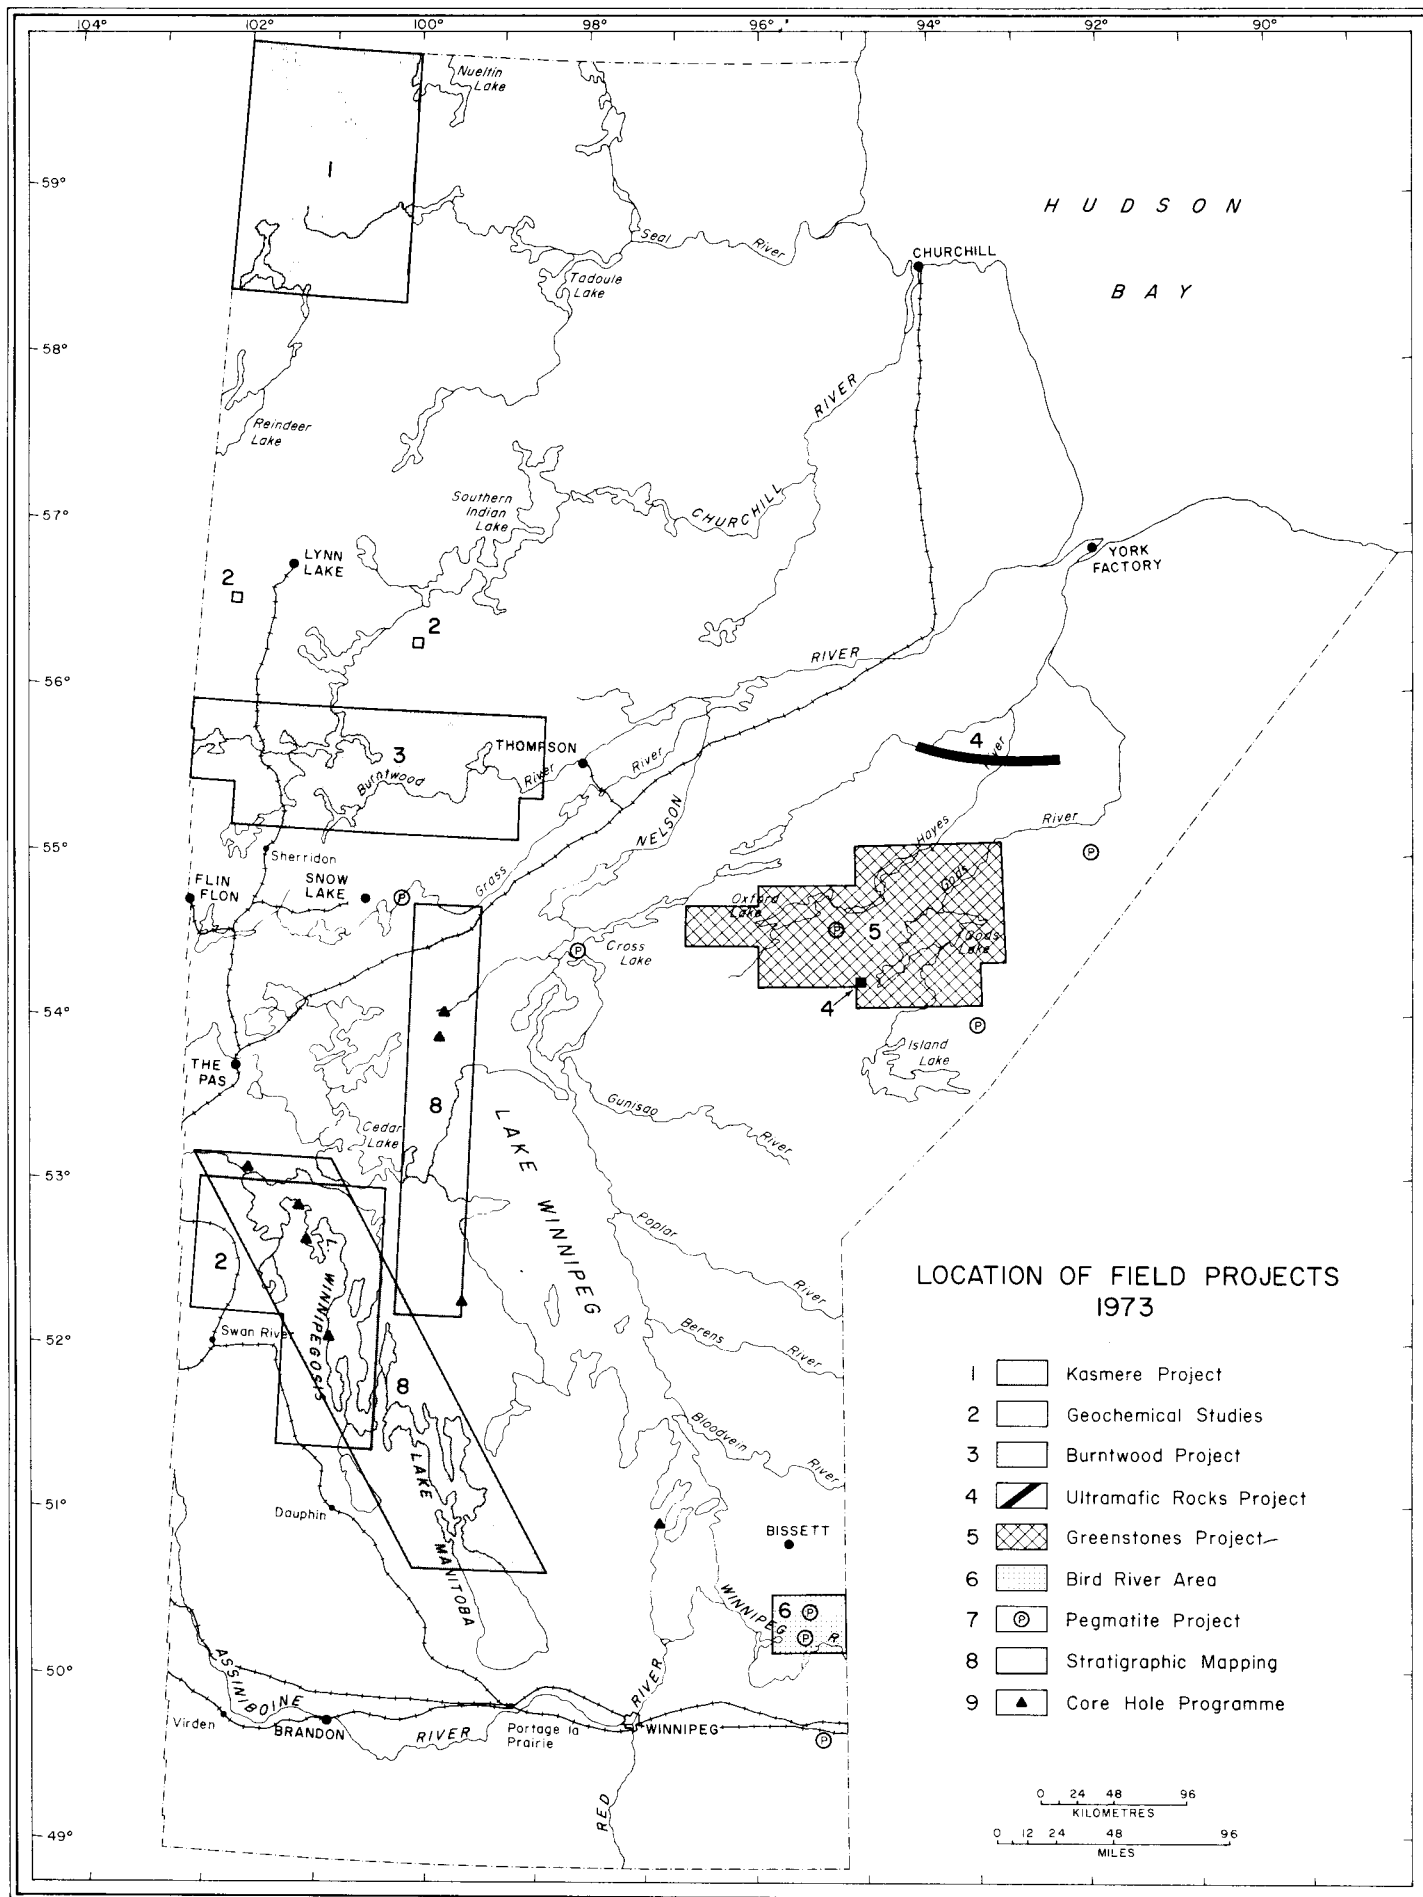 104° 102° 100° 98° 96° 94° 92° 90°
Nueltin
Lake
1
59°
HUDSON
BAY
Seal River
CHURCHILL
Tadoule
Lake
58°
RIVER
Reindeer
Lake
Southern
Indian
Lake
CHURCHILL
57°
LYNN
LAKE
YORK
FACTORY
2
2
RIVER
56°
THOMPSON
3
Burntwood
River
River
4
River
NELSON
Hayes
River
55°
Sherridon
P
FLIN
FLON
SNOW
LAKE
P
Grass
Gods
Oxford
Lake
P
5
Gods
Lake
P
Cross
Lake
54°
4
P
Island
Lake
THE
PAS
8
Gunisao
River
Cedar
Lake
LAKE WINNIPEG
53°
Poplar
River
2
L. WINNIPEGOSIS
LOCATION OF FIELD PROJECTS
1973
52°
Swan River
Berens
River
8
1 Kasmere Project
2 Geochemical Studies
3 Burntwood Project
4 Ultramafic Rocks Project
5 Greenstones Project
6 Bird River Area
7 P Pegmatite Project
8 Stratigraphic Mapping
9 Core Hole Programme
Bloodvein
River
LAKE MANITOBA
51°
Dauphin
BISSETT
6 P
P
WINNIPEG R.
50°
ASSINIBOINE
RIVER
Virden
BRANDON
RIVER
Portage la
Prairie
WINNIPEG
P
RED
49°
0 24 48 96
KILOMETRES
0 12 24 48 96
MILES